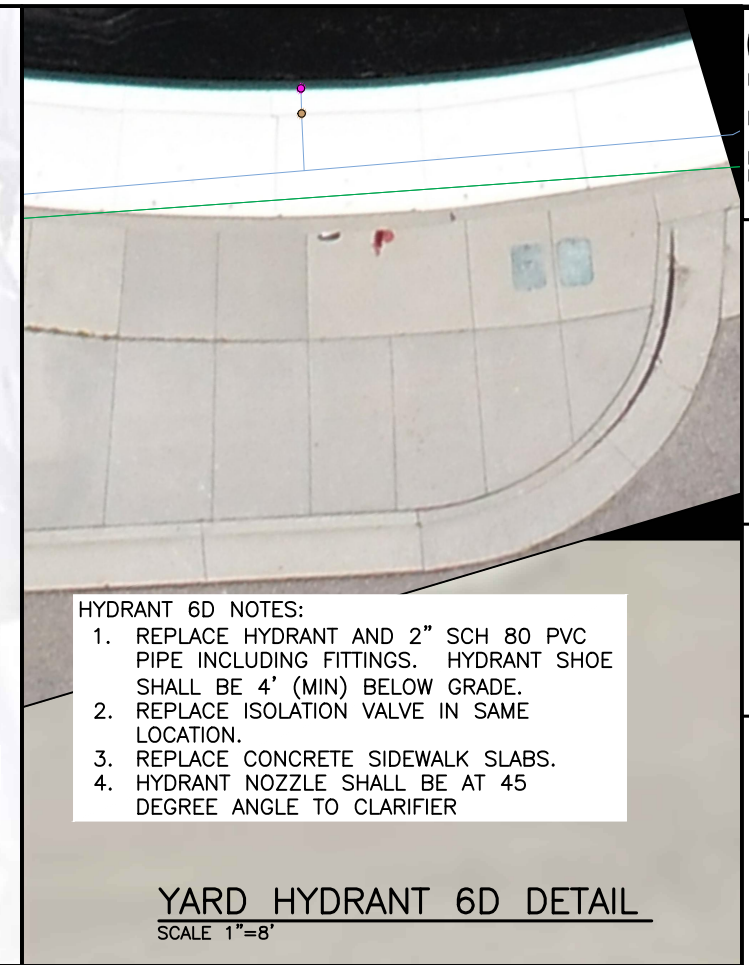 HYDRANT 6D NOTES:
1. REPLACE HYDRANT AND 2” SCH 80 PVC
PIPE INCLUDING FITTINGS. HYDRANT SHOE
SHALL BE 4’ (MIN) BELOW GRADE.
2. REPLACE ISOLATION VALVE IN SAME
LOCATION.
3. REPLACE CONCRETE SIDEWALK SLABS.
4. HYDRANT NOZZLE SHALL BE AT 45
DEGREE ANGLE TO CLARIFIER
YARD HYDRANT 6D DETAIL
SCALE 1”=8’